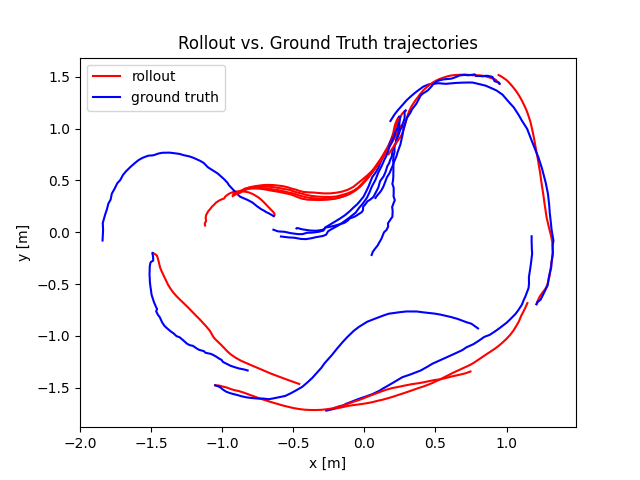 Rollout vs. Ground Truth trajectories
rollout
ground truth
1.5
1.0
0.5
0.0
−0.5
−1.0
−1.5
y [m]
−2.0 −1.5 −1.0 −0.5 0.0 0.5 1.0
x [m]